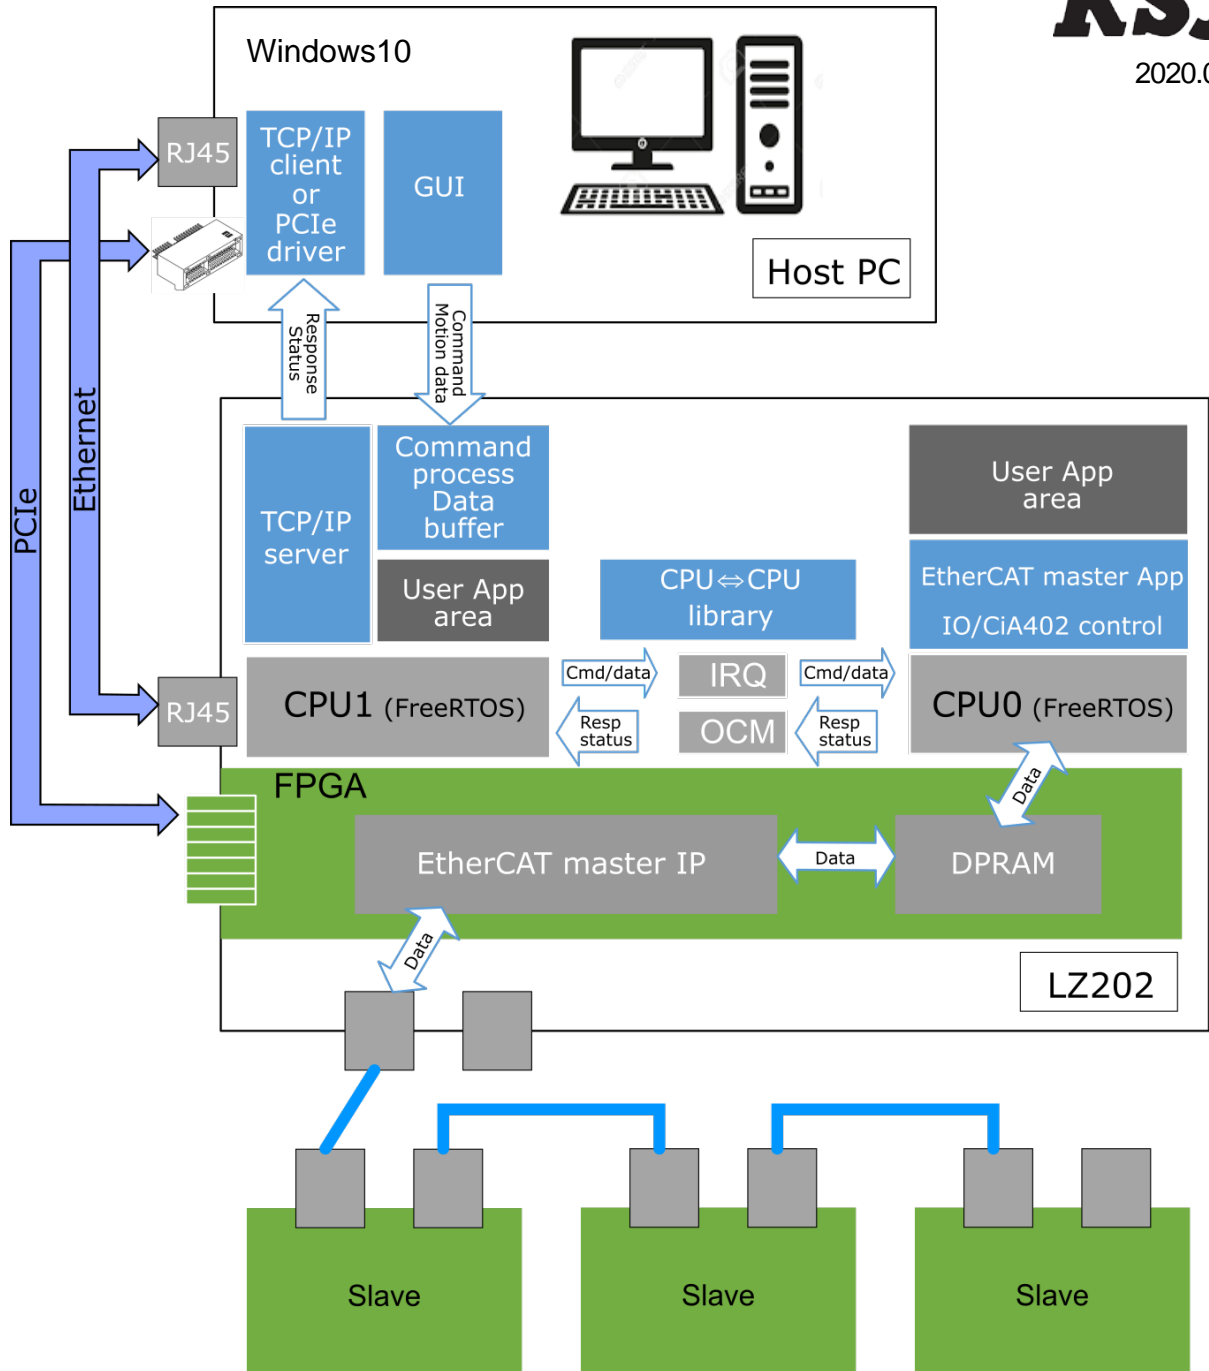 Windows10
2020.0
RJ45
TCP/IP
client
or
PCIe
driver
GUI
Host PC
Response
Status
Command
Motion data
PCIe
Ethernet
TCP/IP
server
Command
process
Data
buffer
User App
area
CPU⇔CPU
library
User App
area
EtherCAT master App
IO/CiA402 control
RJ45
CPU1 (FreeRTOS)
Cmd/data
IRQ
Cmd/data
Resp
status
OCM
Resp
status
CPU0 (FreeRTOS)
FPGA
Data
EtherCAT master IP
Data
DPRAM
Data
LZ202
Slave
Slave
Slave